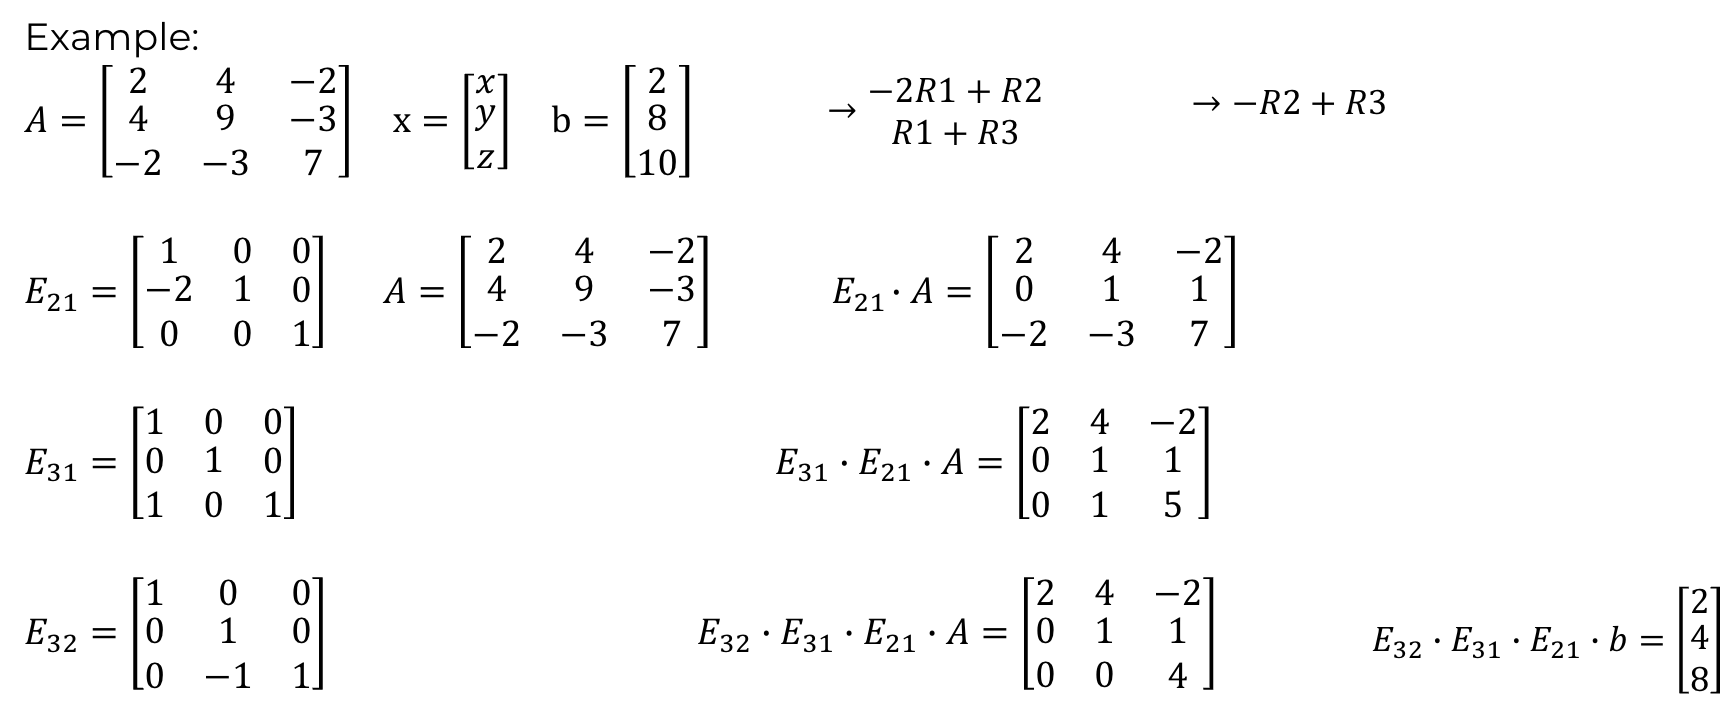 Example:
A = [2 4 −2; 4 9 −3; −2 −3 7] x = [x; y; z] b = [2; 8; 10] → −2R1 + R2 R1 + R3 → −R2 + R3
E₂₁ = [1 0 0; −2 1 0; 0 0 1] A = [2 4 −2; 4 9 −3; −2 −3 7] E₂₁ · A = [2 4 −2; 0 1 1; −2 −3 7]
E₃₁ = [1 0 0; 0 1 0; 1 0 1] E₃₁ · E₂₁ · A = [2 4 −2; 0 1 1; 0 1 5]
E₃₂ = [1 0 0; 0 1 0; 0 −1 1] E₃₂ · E₃₁ · E₂₁ · A = [2 4 −2; 0 1 1; 0 0 4] E₃₂ · E₃₁ · E₂₁ · b = [2; 4; 8]